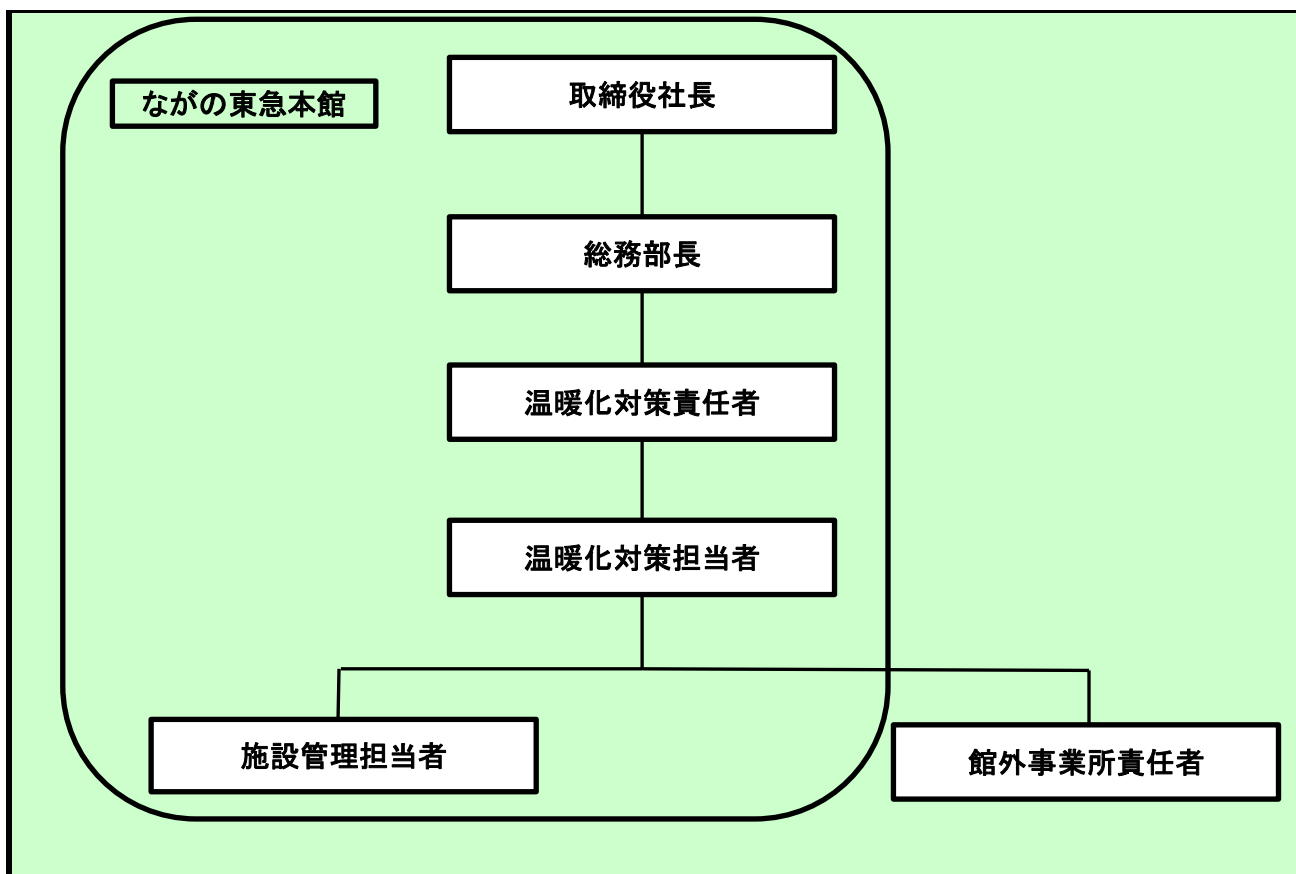 ながの東急本館
取締役社長
総務部長
温暖化対策責任者
温暖化対策担当者
施設管理担当者
館外事業所責任者